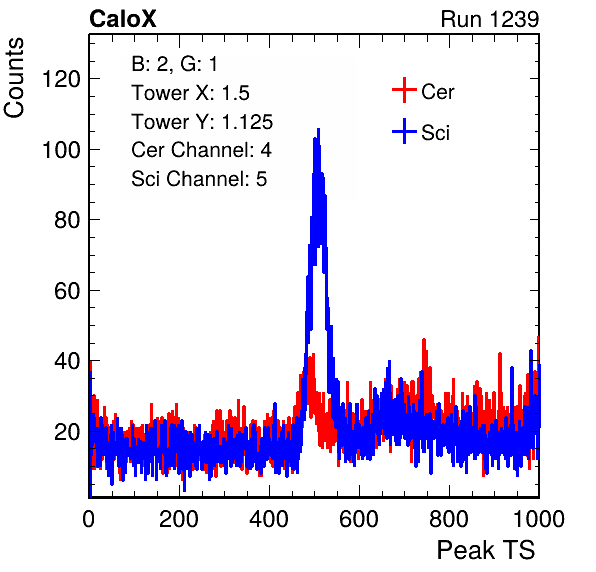 CaloX Run 1239
Counts
B: 2, G: 1
Tower X: 1.5
Tower Y: 1.125
Cer Channel: 4
Sci Channel: 5
Cer
Sci
120
100
80
60
40
20
0 200 400 600 800 1000
Peak TS